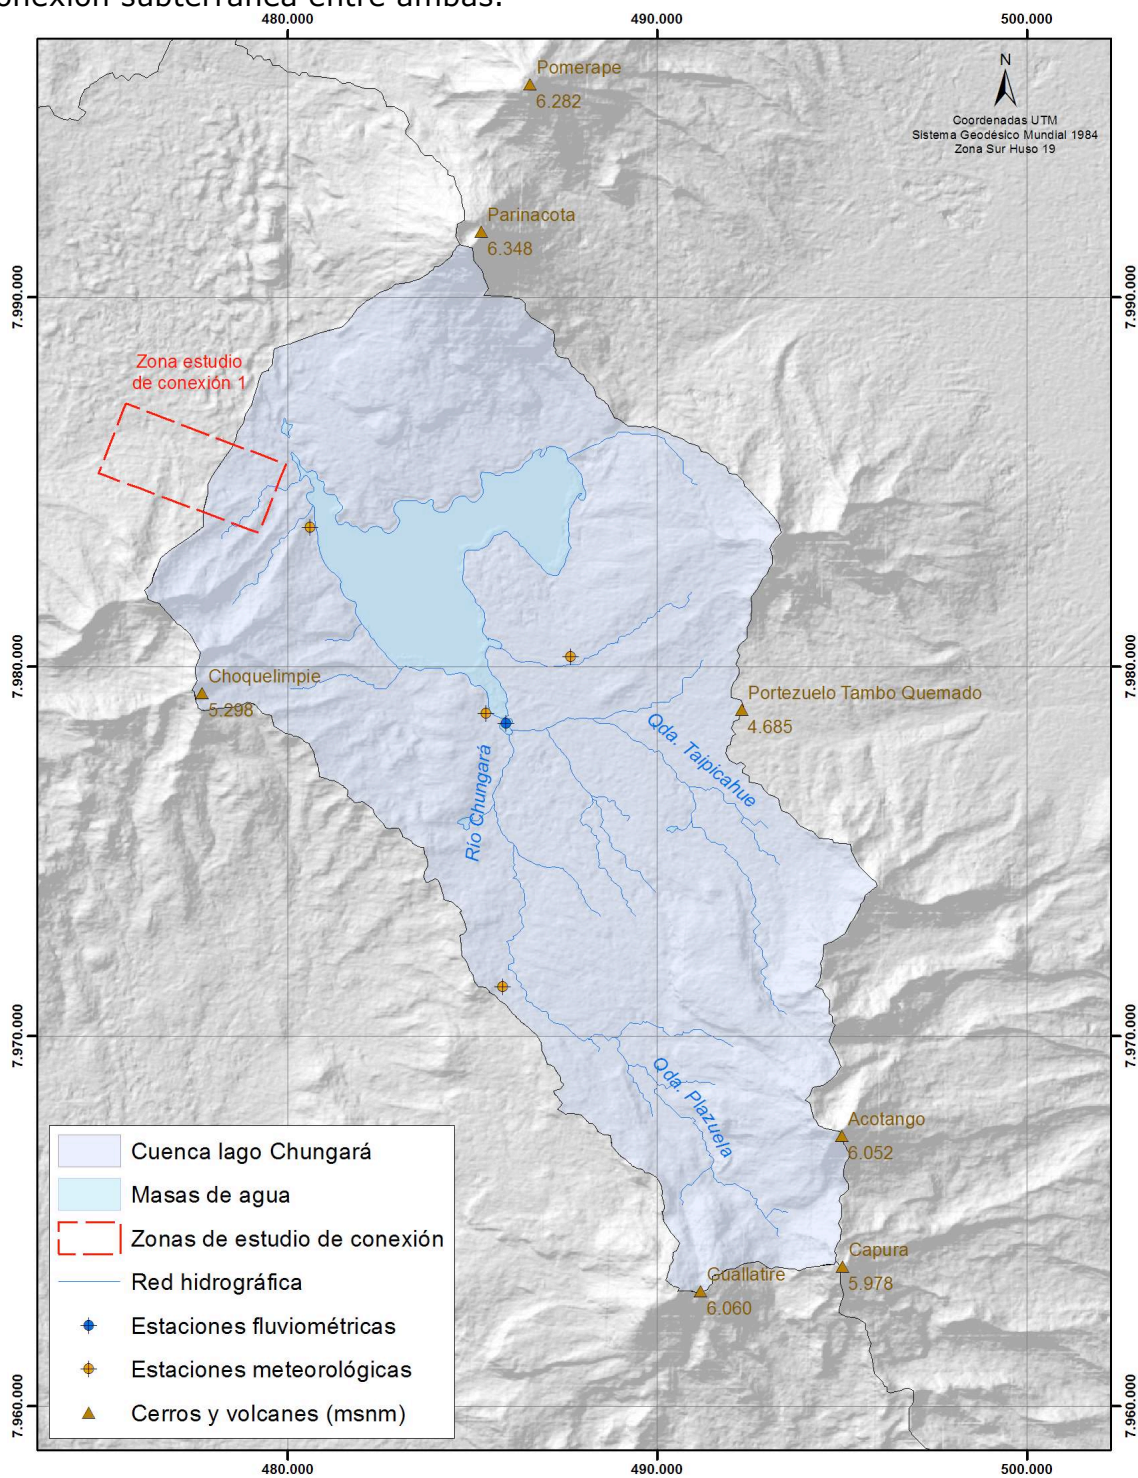 conexión subterránea entre ambas.
480.000
490.000
500.000
Pomerape
6.282
N
Coordenadas UTM
Sistema Geodésico Mundial 1984
Zona Sur Huso 19
Parinacota
6.348
7.990.000
7.990.000
Zona estudio
de conexión 1
7.980.000
7.980.000
Choquelimpie
5.298
Portezuelo Tambo Quemado
4.685
Qda. Taipicahue
Río Chungará
7.970.000
7.970.000
Qda. Plazuela
Acotango
6.052
Capura
5.978
Guallatire
6.060
Cuenca lago Chungará
Masas de agua
Zonas de estudio de conexión
Red hidrográfica
Estaciones fluviométricas
Estaciones meteorológicas
Cerros y volcanes (msnm)
7.960.000
7.960.000
480.000
490.000
500.000